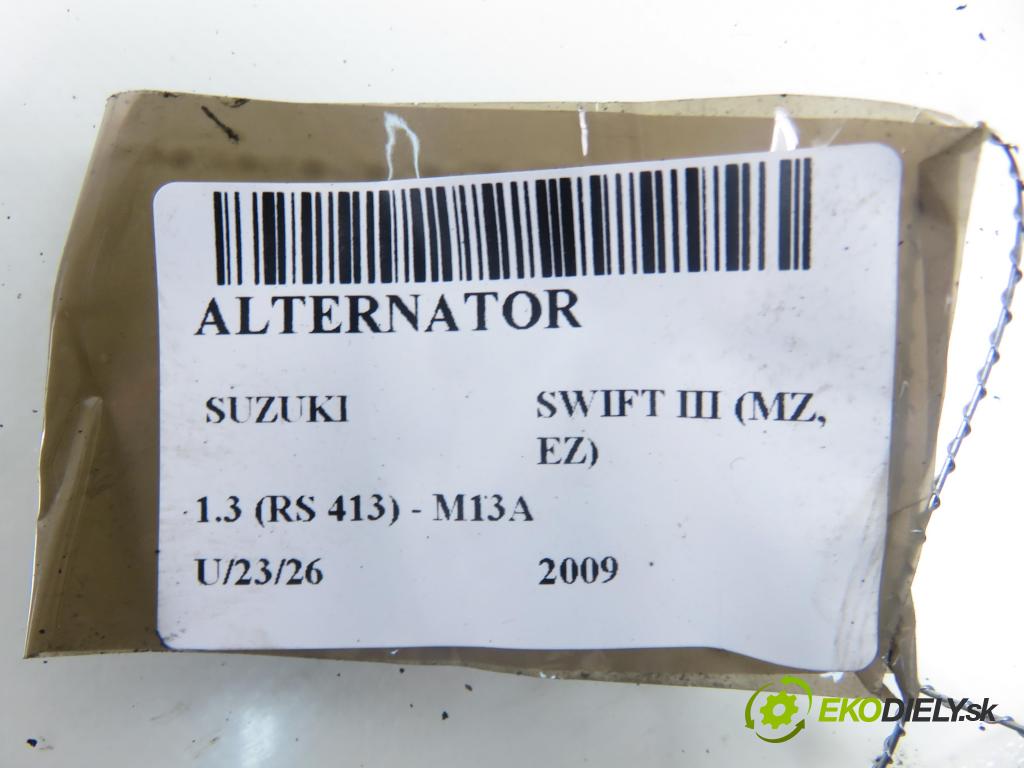 ALTERNATOR
SUZUKI SWIFT III (MZ,
EZ)
1.3 (RS 413) - M13A
U/23/26 2009
EKODIELY.sk